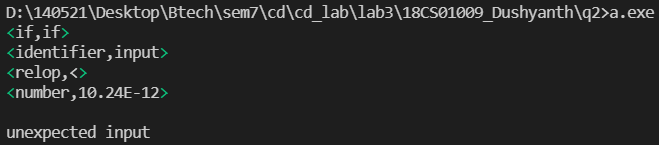 D:\140521\Desktop\Btech\sem7\cd\cd_lab\lab3\18CS01009_Dushyanth\q2>a.exe
<if,if>
<identifier,input>
<relop,<>
<number,10.24E-12>
unexpected input